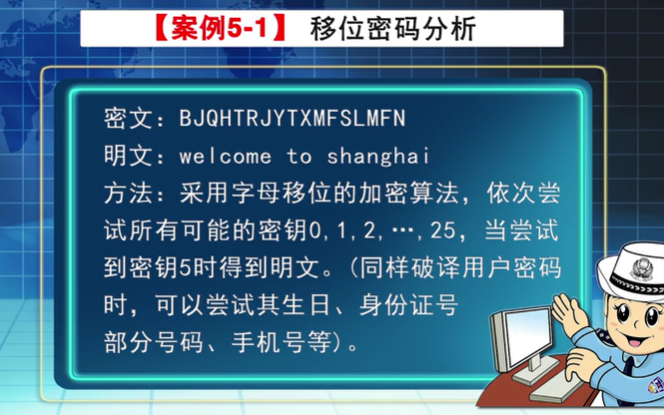 【案例5-1】 移位密码分析
密文：BJQHTRJYTXMFSLMFN
明文：welcome to shanghai
方法：采用字母移位的加密算法，依次尝
试所有可能的密钥0,1,2,…,25，当尝试
到密钥5时得到明文。(同样破译用户密码
时，可以尝试其生日、身份证号
部分号码、手机号等)。